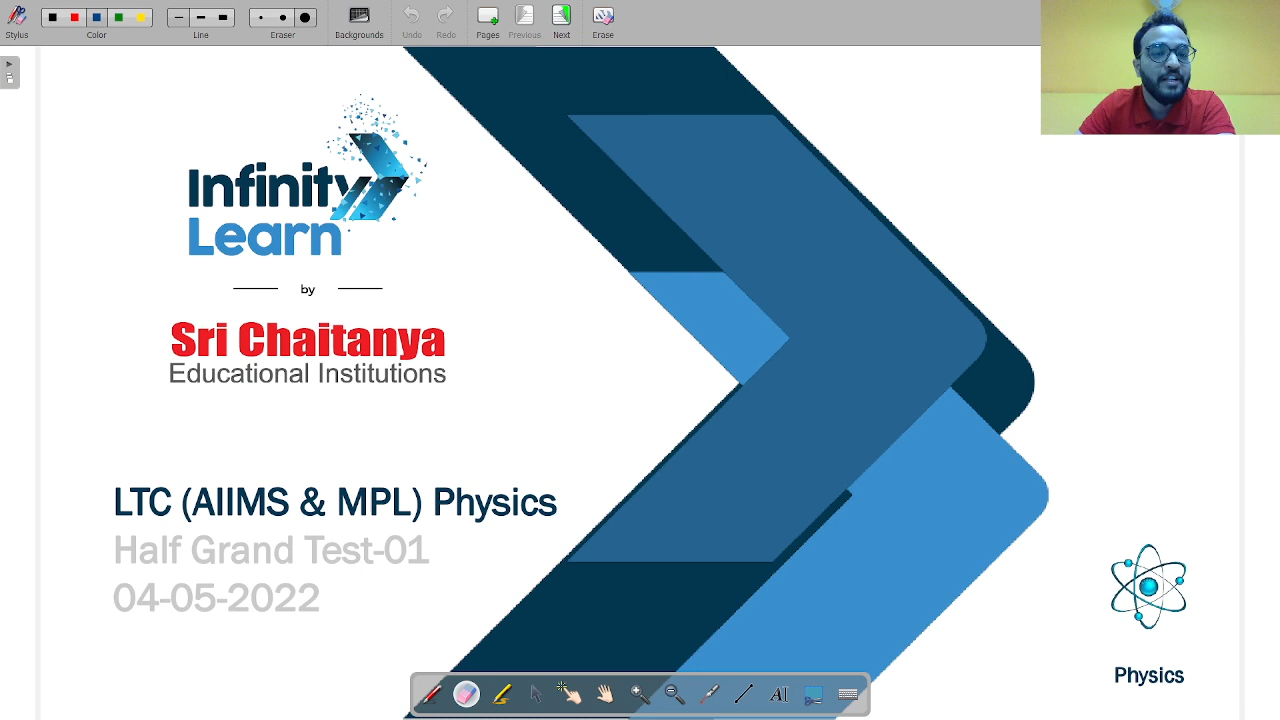 Stylus
Color
Line
Eraser
Backgrounds
Undo
Redo
Pages
Previous
Next
Erase
Infinity
Learn
by
Sri Chaitanya
Educational Institutions
LTC (AIIMS & MPL) Physics
Half Grand Test-01
04-05-2022
Physics
AI